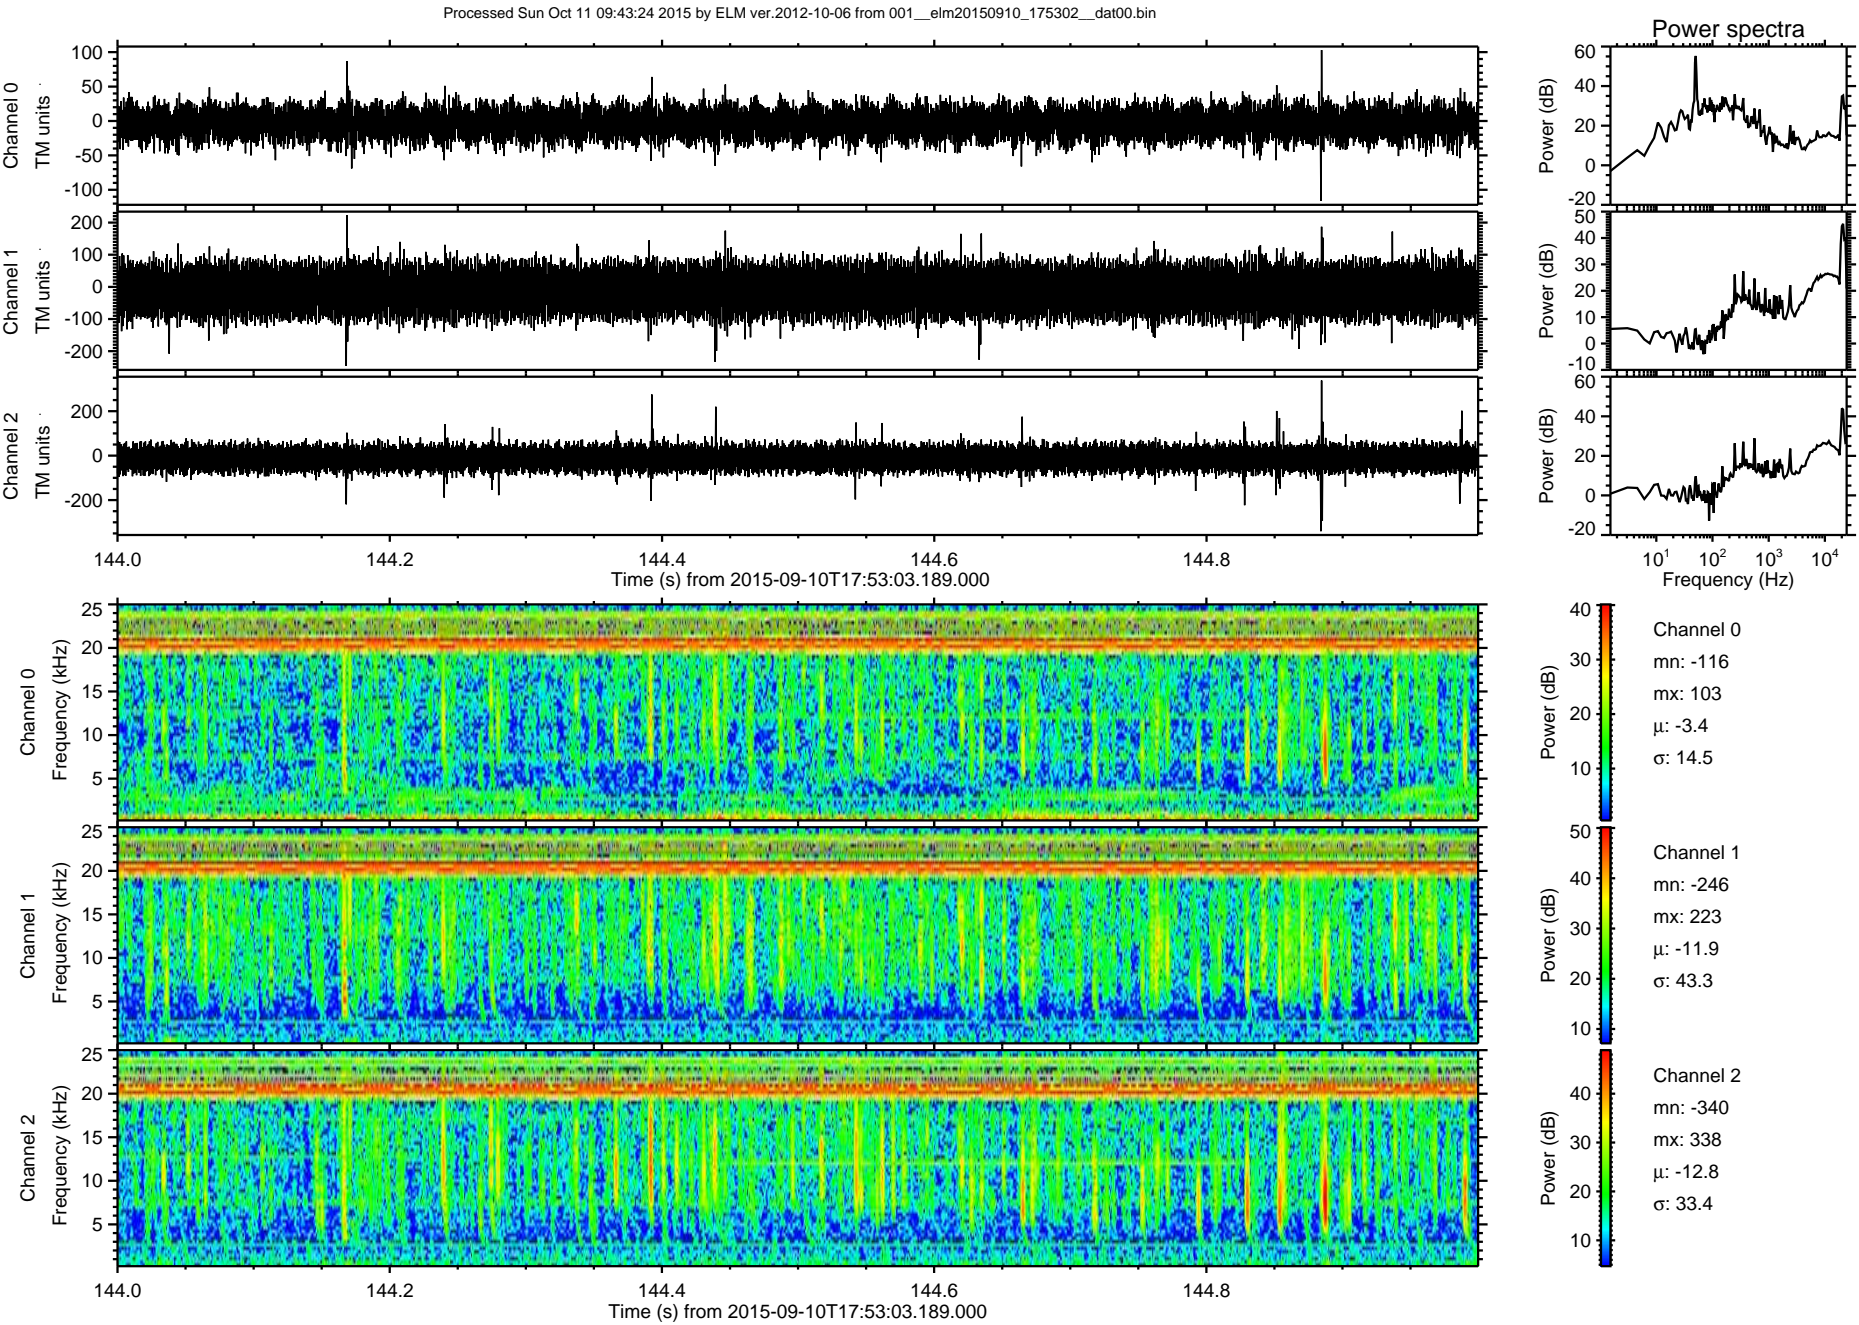 Processed Sun Oct 11 09:43:24 2015 by ELM ver.2012-10-06 from 001__elm20150910_175302__dat00.bin
Power spectra
Channel 0
TM units
100
50
0
-50
-100
Power (dB)
60
40
20
0
-20
Channel 1
TM units
200
100
0
-100
-200
Power (dB)
50
40
30
20
10
0
-10
Channel 2
TM units
200
0
-200
Power (dB)
60
40
20
0
-20
144.0 144.2 144.4 144.6 144.8
Time (s) from 2015-09-10T17:53:03.189.000
10^1 10^2 10^3 10^4
Frequency (Hz)
Channel 0
Frequency (kHz)
25
20
15
10
5
Power (dB)
40
30
20
10
Channel 0
mn: -116
mx: 103
μ: -3.4
σ: 14.5
Channel 1
Frequency (kHz)
25
20
15
10
5
Power (dB)
50
40
30
20
10
Channel 1
mn: -246
mx: 223
μ: -11.9
σ: 43.3
Channel 2
Frequency (kHz)
25
20
15
10
5
Power (dB)
40
30
20
10
Channel 2
mn: -340
mx: 338
μ: -12.8
σ: 33.4
144.0 144.2 144.4 144.6 144.8
Time (s) from 2015-09-10T17:53:03.189.000